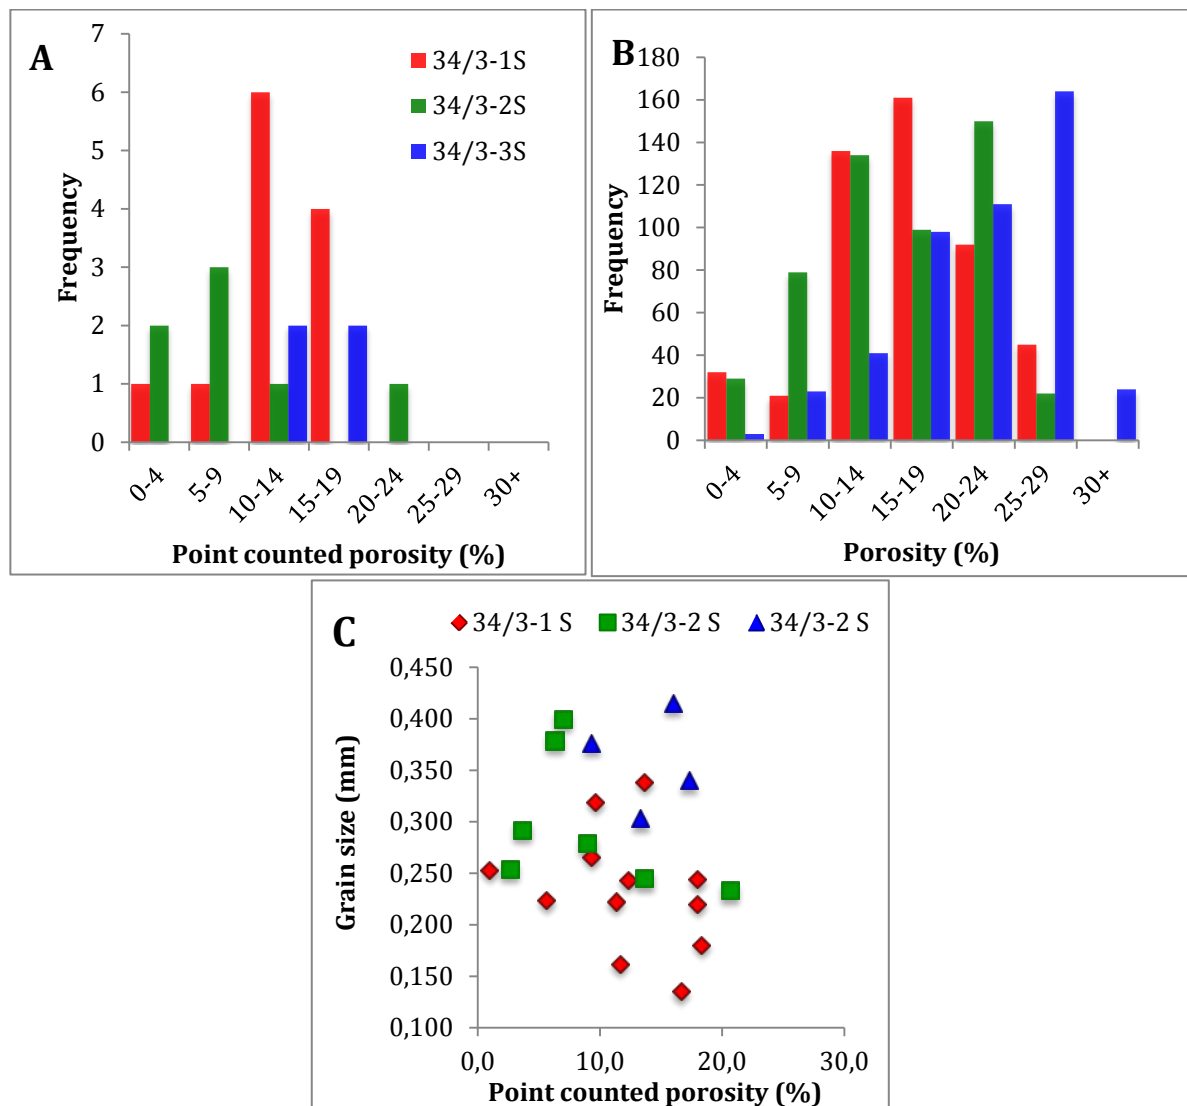 A
34/3-1S
34/3-2S
34/3-3S
Frequency
7
6
5
4
3
2
1
0
0-4
5-9
10-14
15-19
20-24
25-29
30+
Point counted porosity (%)
B
Frequency
180
160
140
120
100
80
60
40
20
0
0-4
5-9
10-14
15-19
20-24
25-29
30+
Porosity (%)
C
34/3-1 S 34/3-2 S 34/3-2 S
Grain size (mm)
0,450
0,400
0,350
0,300
0,250
0,200
0,150
0,100
0,0 10,0 20,0 30,0
Point counted porosity (%)